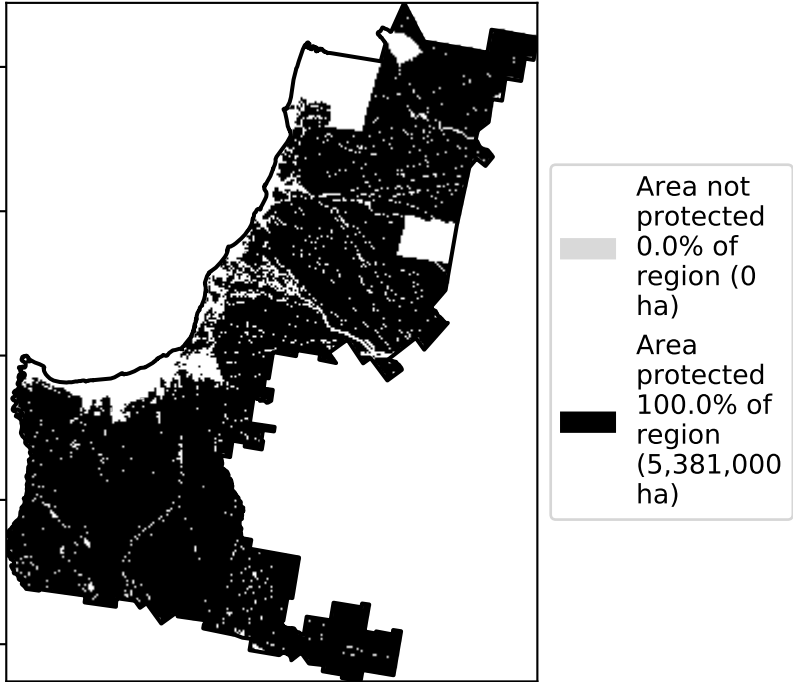 Area not
protected
0.0% of
region (0
ha)
Area
protected
100.0% of
region
(5,381,000
ha)